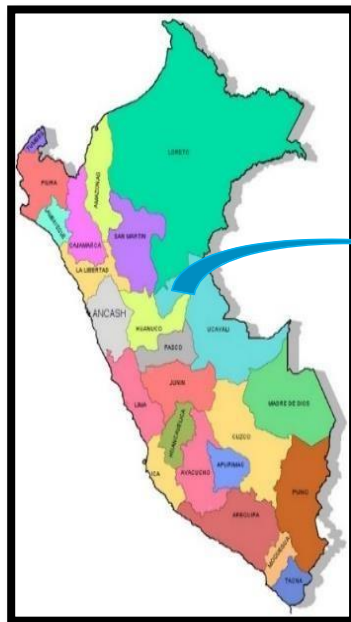 TUMBES
PIURA
LAMBAYEQUE
CAJAMARCA
AMAZONAS
LORETO
SAN MARTIN
LA LIBERTAD
ANCASH
HUANUCO
UCAYALI
PASCO
JUNIN
LIMA
HUANCAVELICA
MADRE DE DIOS
CUZCO
ICA
AYACUCHO
APURIMAC
PUNO
AREQUIPA
MOQUEGUA
TACNA